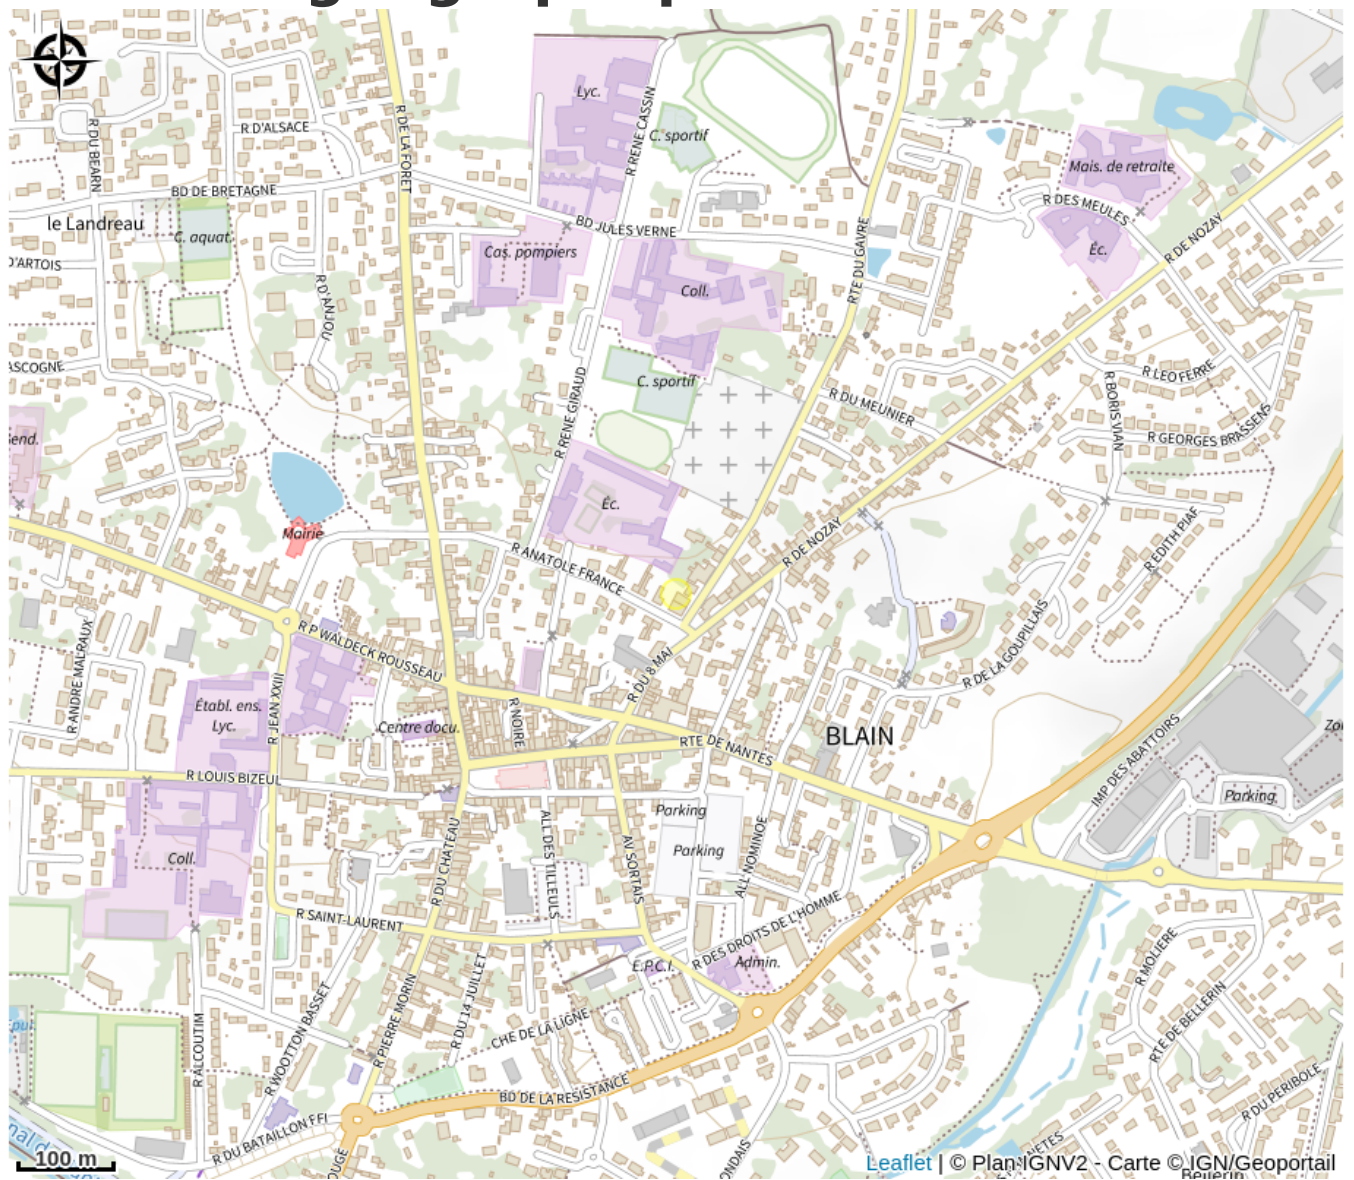 Lyc.
R RENE CASSIN
C. sportif
R D'ALSACE
R DU BEARN
R DE LA FORET
BD DE BRETAGNE
le Landreau
C. aquat.
D'ARTOIS
R D'ANJOU
BD JULES VERNE
Cas. pompiers
Coll.
RTE DU GAVRE
Mais. de retraite
R DES MEULES
Éc.
R DE NOZAY
ASCOGNE
C. sportif
R RENE GIRAUD
R DU MEUNIER
R LEO FERRE
R BORIS VIAN
R GEORGES BRASSENS
end.
Éc.
Mairie
R ANATOLE FRANCE
R DE NOZAY
R EDITH PIAF
R P WALDECK ROUSSEAU
R ANDRE MALRAUX
R DU 8 MAI
R DE LA GOUPILLAIS
Établ. ens.
Lyc.
R JEAN XXIII
Centre docu.
R NOIRE
RTE DE NANTES
BLAIN
IMP DES ABATTOIRS
Zo
R LOUIS BIZEUL
Parking
Parking
Parking
Coll.
R DU CHATEAU
ALL DES TILLEULS
AV SORTAIS
ALL NOMINOE
R SAINT-LAURENT
R DES DROITS DE L'HOMME
E.P.C.I.
Admin.
R MOLIERE
R ALCOUTIM
R WOOTTON BASSET
R PIERRE MORIN
R DU 14 JUILLET
CHE DE LA LIGNE
RTE DE BELLERIN
BD DE LA RESISTANCE
R DU PERIBOLE
R DU BATAILLON FFI
OUGE
ONDAIS
NETES
Bellerin
nal d
100 m
Leaflet | © Plan IGNV2 - Carte © IGN/Geoportail